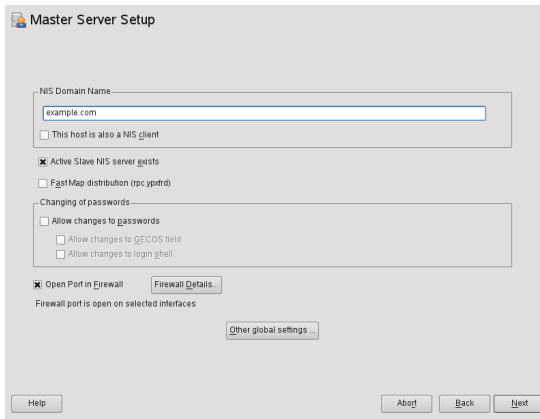 Master Server Setup
NIS Domain Name
example.com
This host is also a NIS client
Active Slave NIS server exists
Fast Map distribution (rpc.ypxfrd)
Changing of passwords
Allow changes to passwords
Allow changes to GECOS field
Allow changes to login shell
Open Port in Firewall Firewall Details...
Firewall port is open on selected interfaces
Other global settings ...
Help Abort Back Next